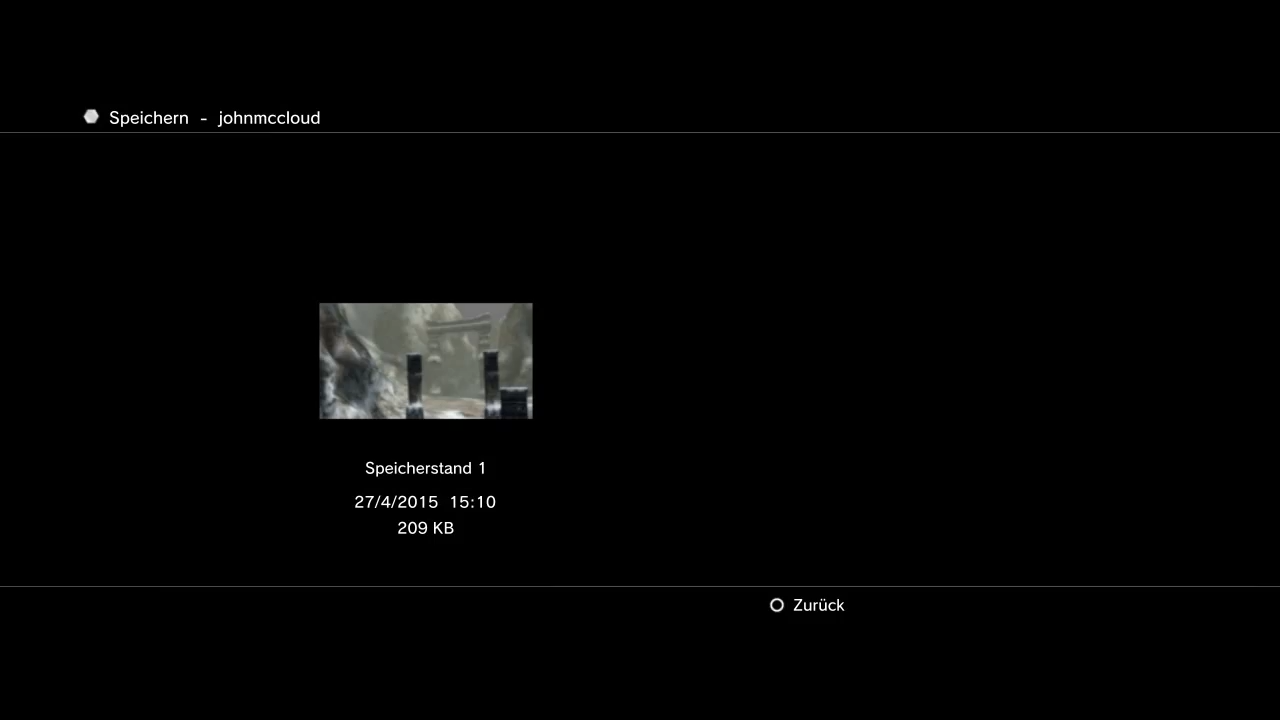 Speichern - johnmccloud
Speicherstand 1
27/4/2015 15:10
209 KB
Zurück